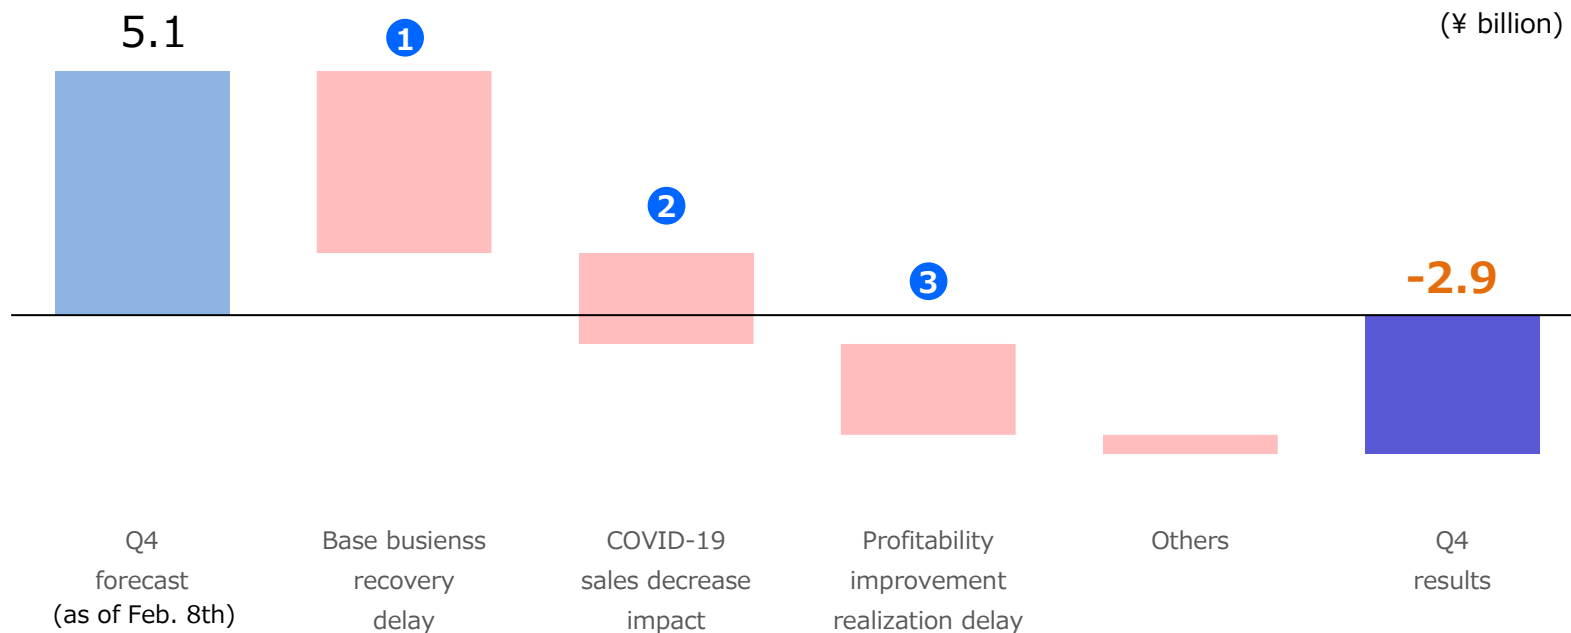 5.1
(¥ billion)
1
2
3
-2.9
Q4
forecast
(as of Feb. 8th)
Base busienss
recovery
delay
COVID-19
sales decrease
impact
Profitability
improvement
realization delay
Others
Q4
results